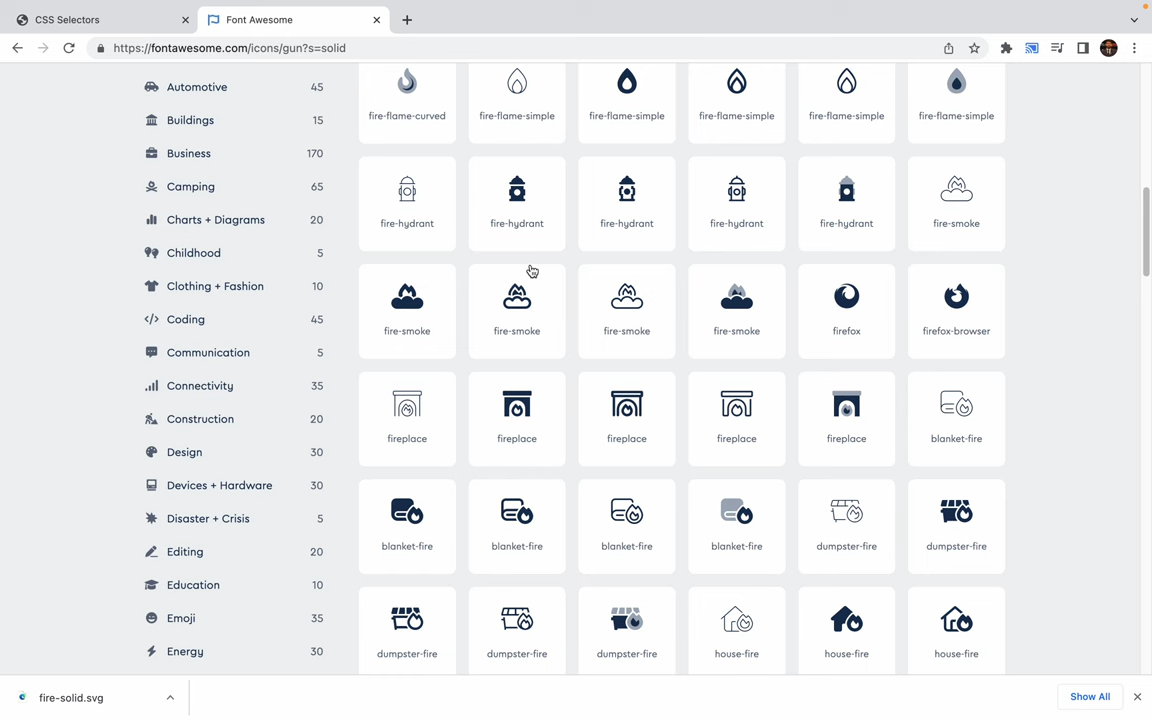 CSS Selectors
Font Awesome
https://fontawesome.com/icons/gun?s=solid
Automotive 45
Buildings 15
Business 170
Camping 65
Charts + Diagrams 20
Childhood 5
Clothing + Fashion 10
Coding 45
Communication 5
Connectivity 35
Construction 20
Design 30
Devices + Hardware 30
Disaster + Crisis 5
Editing 20
Education 10
Emoji 35
Energy 30
fire-flame-curved fire-flame-simple fire-flame-simple fire-flame-simple fire-flame-simple fire-flame-simple
fire-hydrant fire-hydrant fire-hydrant fire-hydrant fire-hydrant fire-smoke
fire-smoke fire-smoke fire-smoke fire-smoke firefox firefox-browser
fireplace fireplace fireplace fireplace fireplace blanket-fire
blanket-fire blanket-fire blanket-fire blanket-fire dumpster-fire dumpster-fire
dumpster-fire dumpster-fire dumpster-fire house-fire house-fire house-fire
fire-solid.svg
Show All